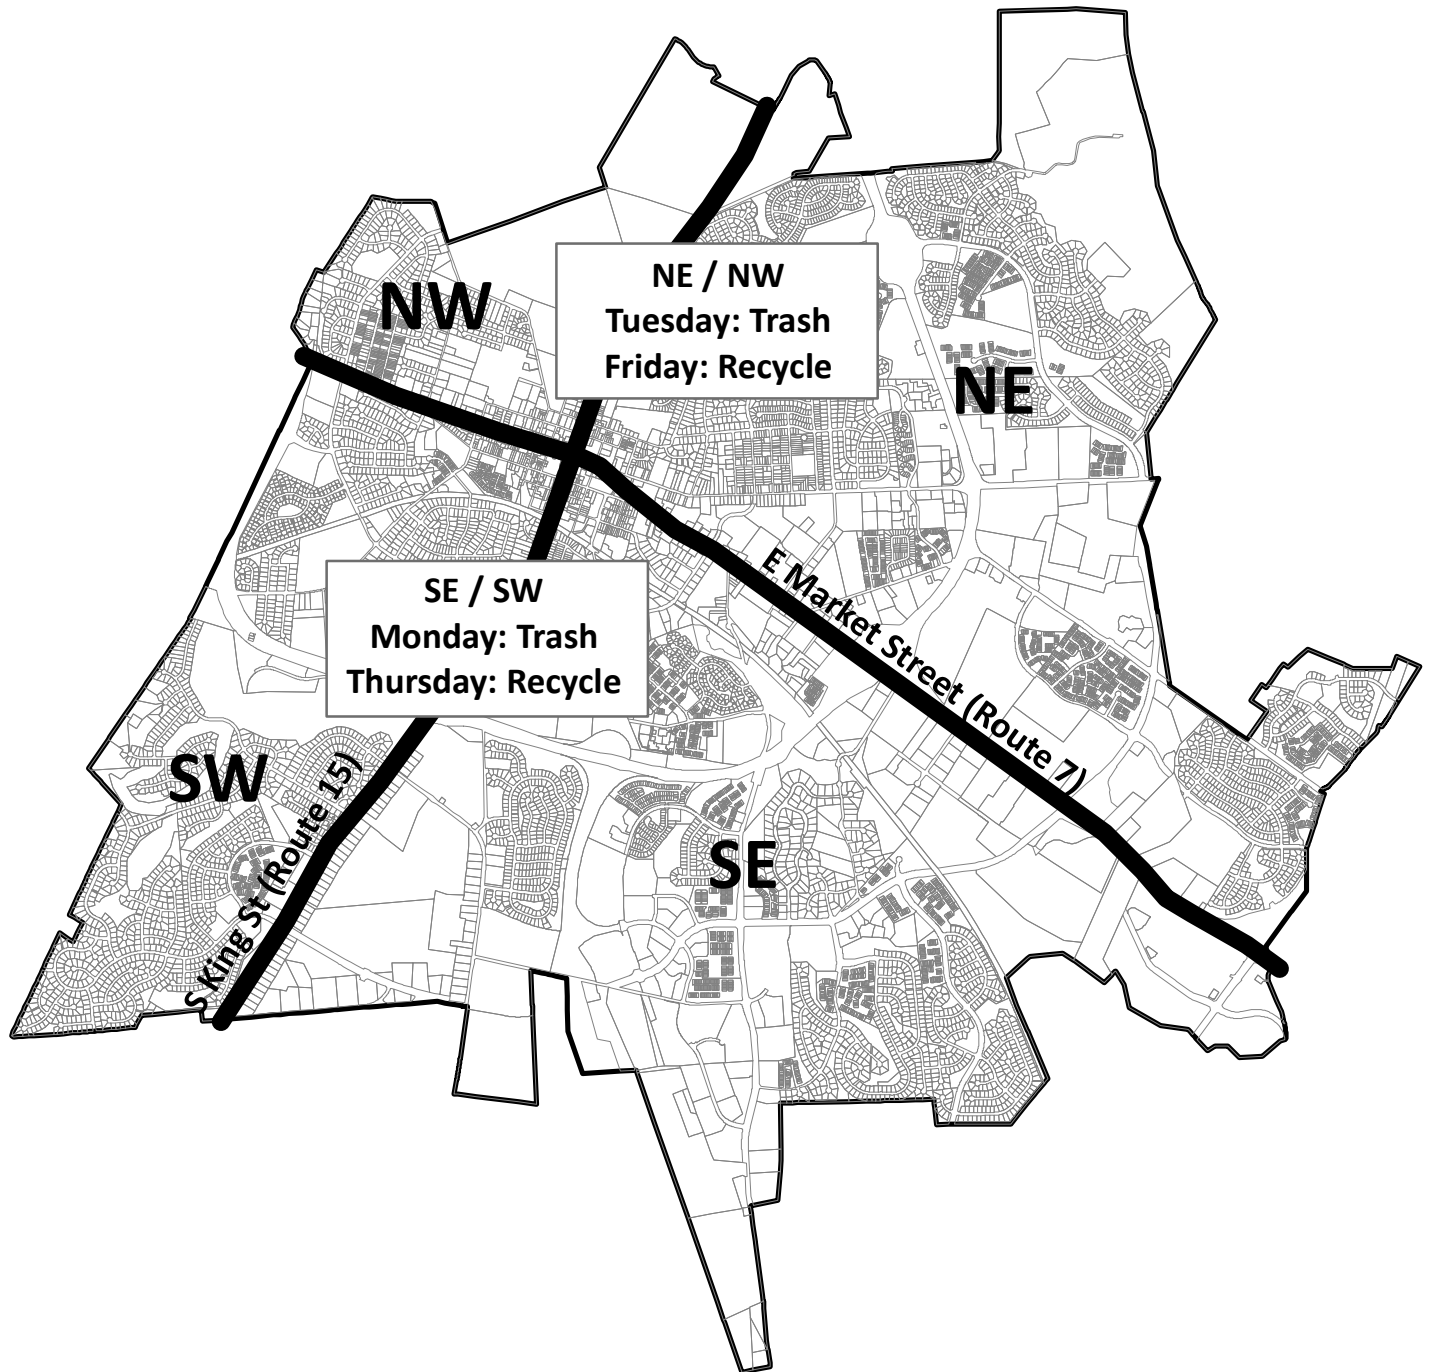 NW
NE / NW
Tuesday: Trash
Friday: Recycle
NE
SE / SW
Monday: Trash
Thursday: Recycle
E Market Street (Route 7)
SW
S King St (Route 15)
SE